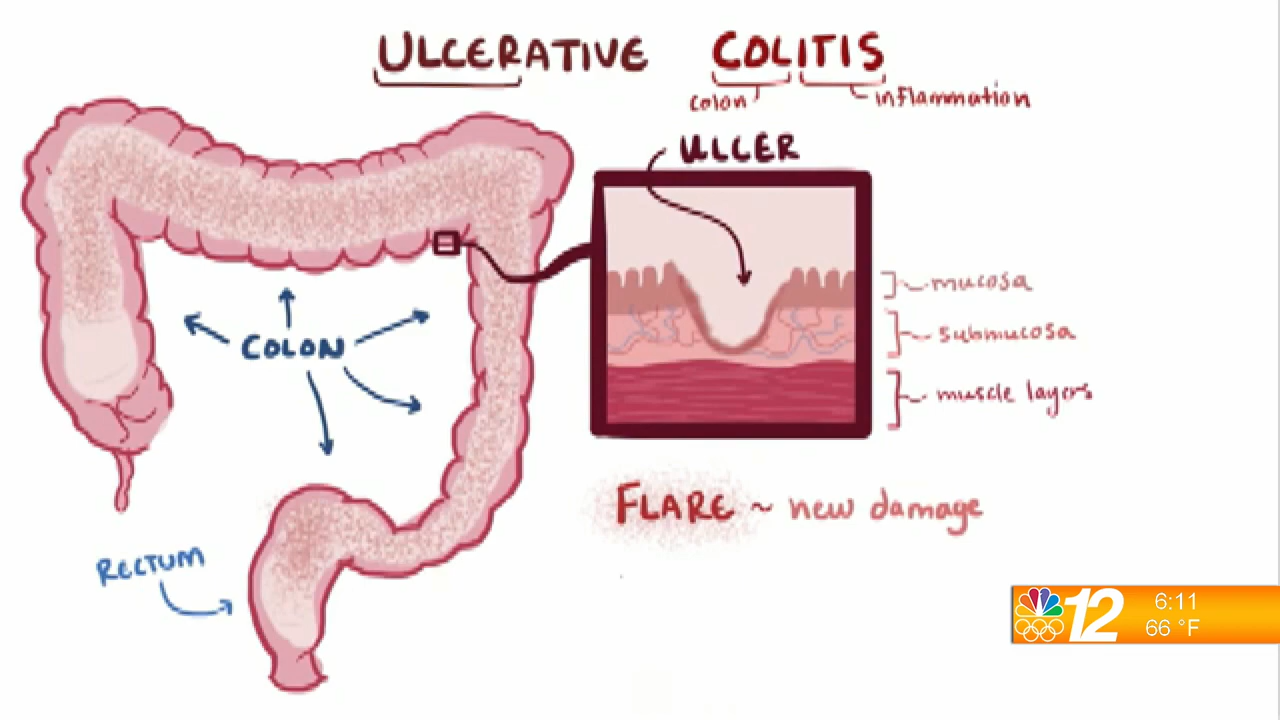 ULCERATIVE COLITIS
colon
inflammation
ULCER
mucosa
submucosa
muscle layers
COLON
FLARE ~ new damage
RECTUM
12
6:11
66 °F